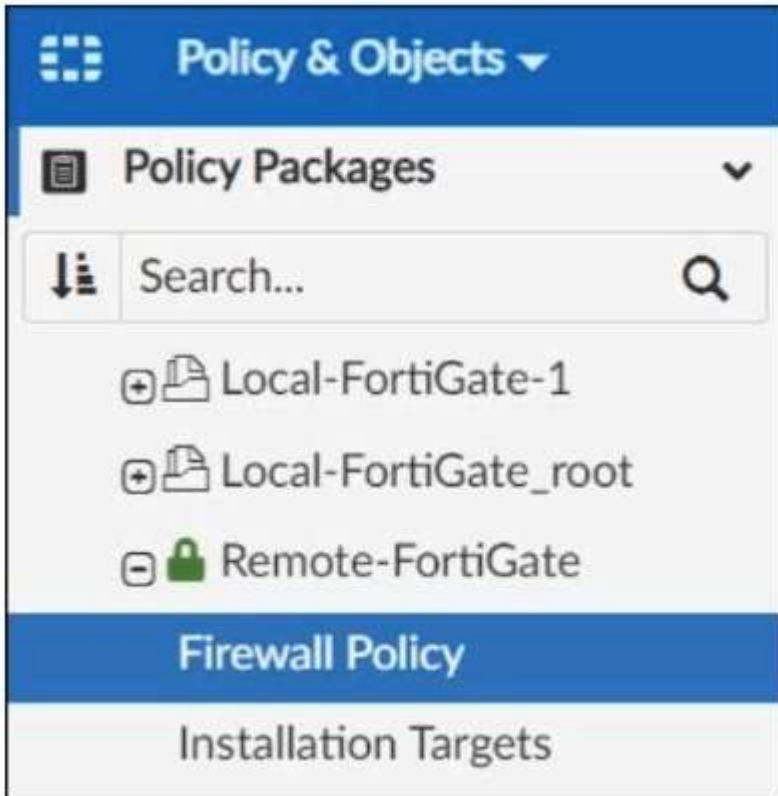 Policy & Objects
Policy Packages
Search...
Local-FortiGate-1
Local-FortiGate_root
Remote-FortiGate
Firewall Policy
Installation Targets